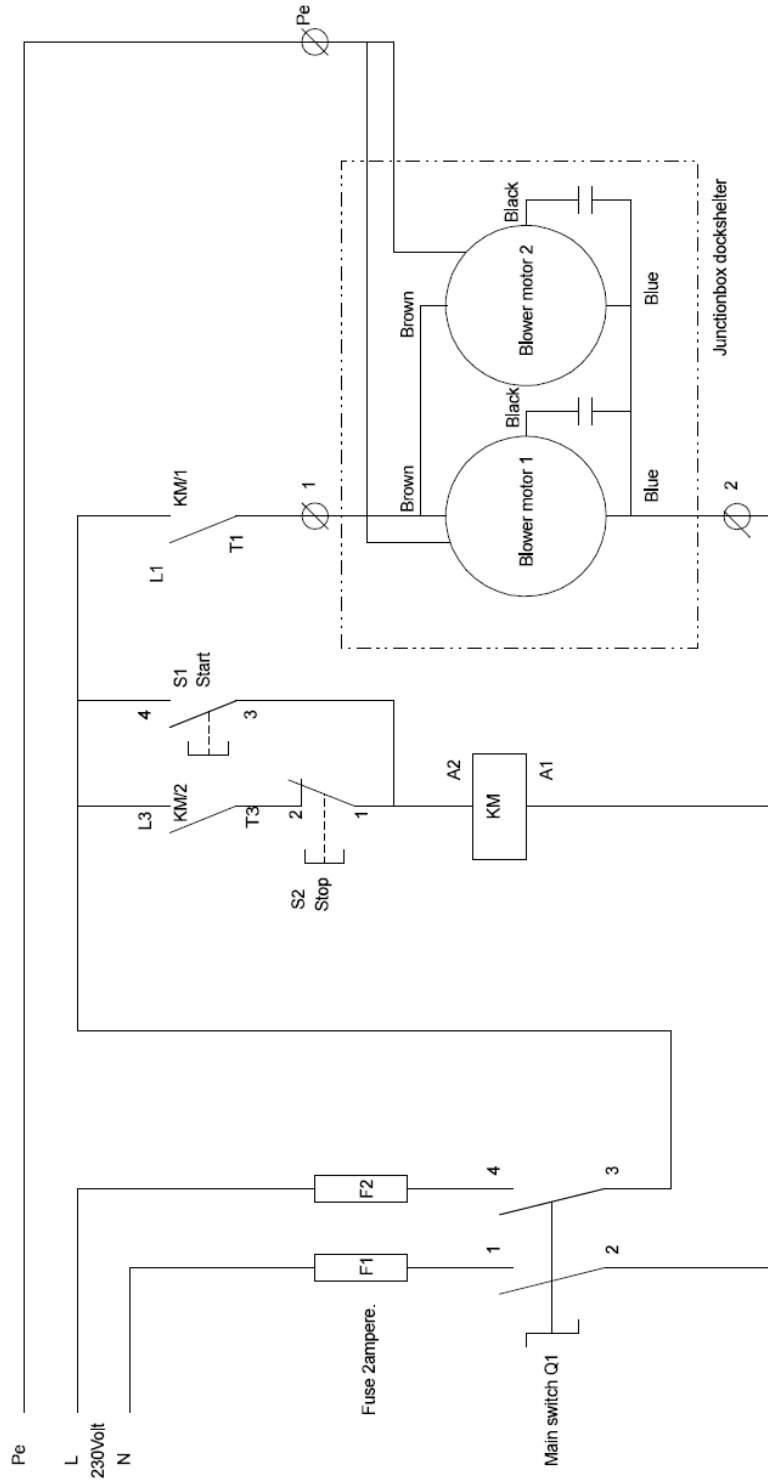 Pe
L
230Volt
N
Fuse 2ampere.
F1
F2
Main switch Q1
1
2
4
3
L3
KM/2
T3
2
1
S2
Stop
4
S1
Start
3
A2
KM
A1
L1
KM/1
T1
1
Pe
Brown
Brown
Blower motor 1
Black
Blue
Blower motor 2
Black
Blue
2
Junctionbox dockshelter